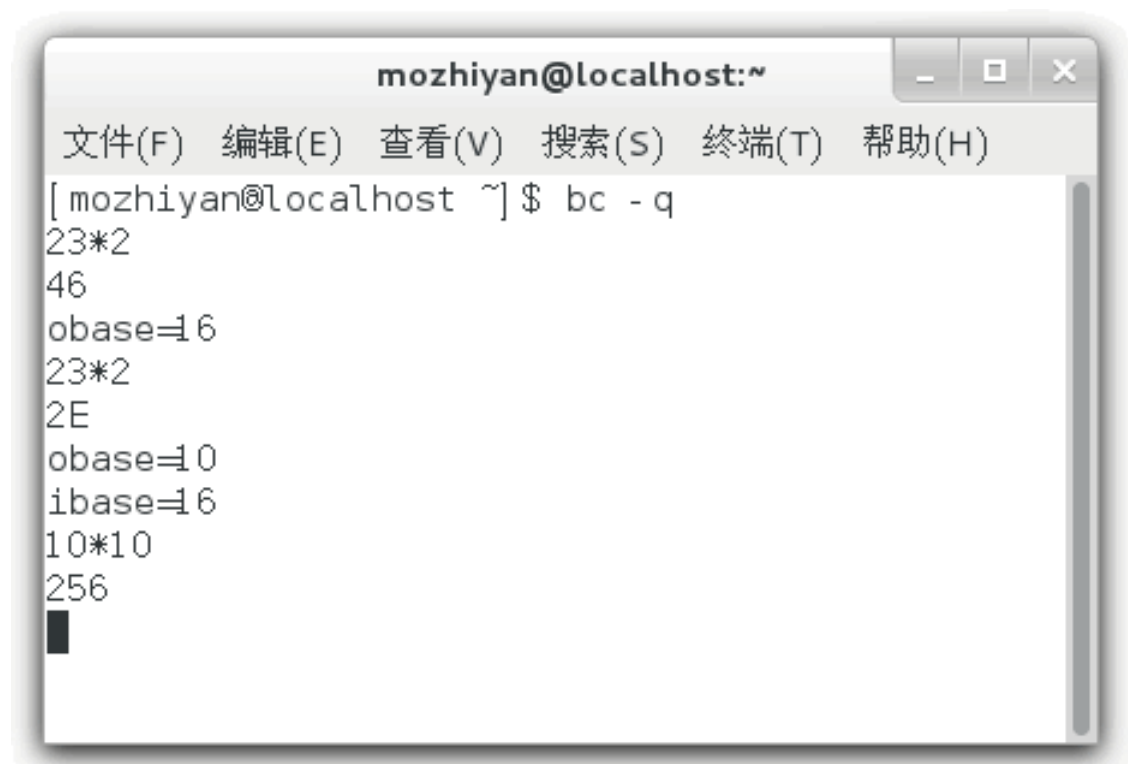 mozhiyan@localhost:~
文件(F) 编辑(E) 查看(V) 搜索(S) 终端(T) 帮助(H)
[mozhiyan@localhost ~]$ bc -q
23*2
46
obase=16
23*2
2E
obase=10
ibase=16
10*10
256